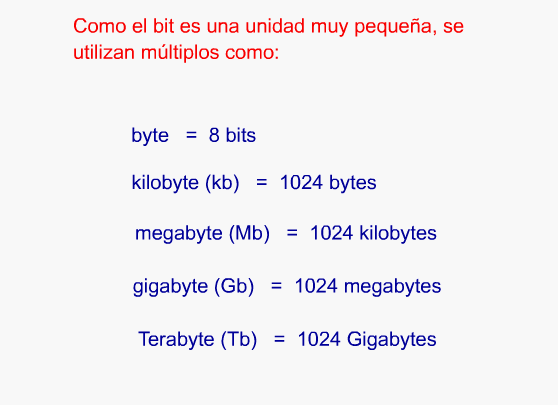 Como el bit es una unidad muy pequeña, se
utilizan múltiplos como:
byte = 8 bits
kilobyte (kb) = 1024 bytes
megabyte (Mb) = 1024 kilobytes
gigabyte (Gb) = 1024 megabytes
Terabyte (Tb) = 1024 Gigabytes